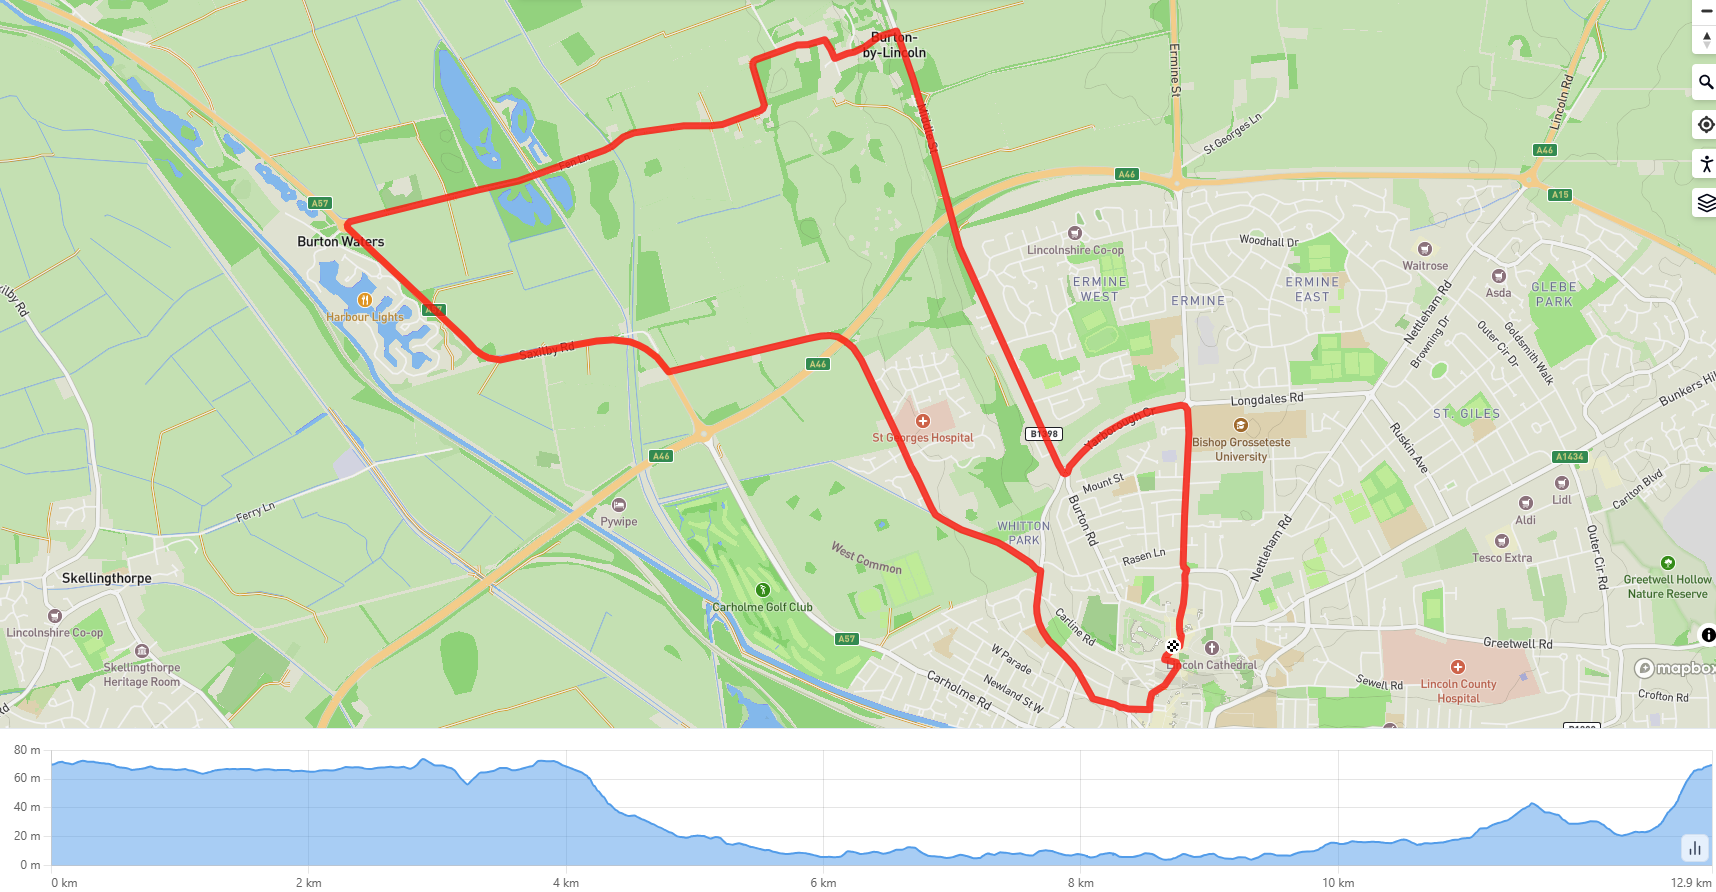 Burton-
by-Lincoln
Ermine St
Lincoln Rd
St Georges Ln
Middle St
A46
A46
A15
Fen Ln
A57
Burton Waters
Lincolnshire Co-op
Woodhall Dr
Waitrose
Asda
GLEBE
PARK
ERMINE
WEST
ERMINE
ERMINE
EAST
Nettleham Rd
Browning Dr
Outer Cir Dr
Goldsmith Walk
Harbour Lights
Saxilby Rd
A46
St Georges Hospital
B1398
Yarborough Cr
Longdales Rd
ST. GILES
Bunkers Hil
Bishop Grosseteste
University
Ruskin Ave
A1434
A46
Mount St
Lidl
Carlton Blvd
Aldi
Ferry Ln
Pywipe
Burton Rd
WHITTON
PARK
Rasen Ln
Nettleham Rd
Tesco Extra
Outer Cir Rd
West Common
Skellingthorpe
Greetwell Hollow
Nature Reserve
Carholme Golf Club
Lincolnshire Co-op
A57
Carline Rd
Greetwell Rd
Lincoln Cathedral
W Parade
Skellingthorpe
Heritage Room
Newland St W
Carholme Rd
Sewell Rd
Lincoln County
Hospital
mapbox
Crofton Rd
80 m
60 m
40 m
20 m
0 m
0 km
2 km
4 km
6 km
8 km
10 km
12.9 km